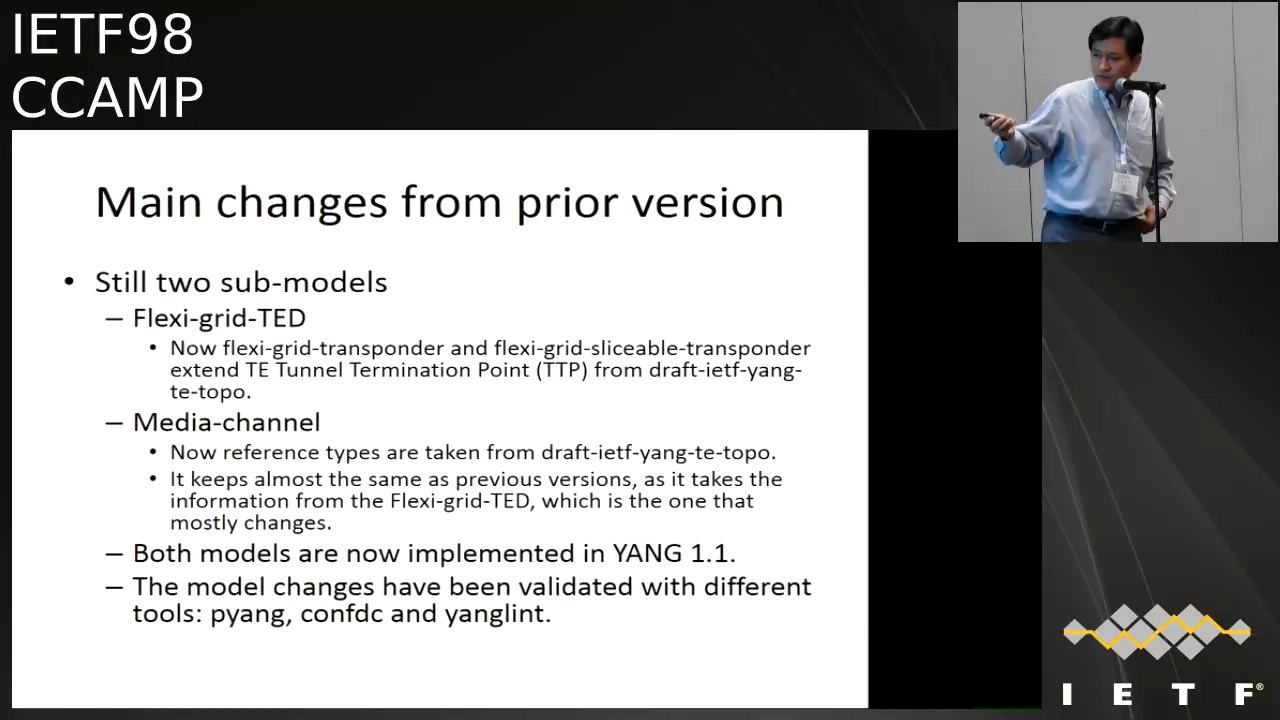 IETF98
CCAMP
Main changes from prior version
• Still two sub-models
– Flexi-grid-TED
• Now flexi-grid-transponder and flexi-grid-sliceable-transponder
extend TE Tunnel Termination Point (TTP) from draft-ietf-yang-
te-topo.
– Media-channel
• Now reference types are taken from draft-ietf-yang-te-topo.
• It keeps almost the same as previous versions, as it takes the
information from the Flexi-grid-TED, which is the one that
mostly changes.
– Both models are now implemented in YANG 1.1.
– The model changes have been validated with different
tools: pyang, confdc and yanglint.
I E T F®